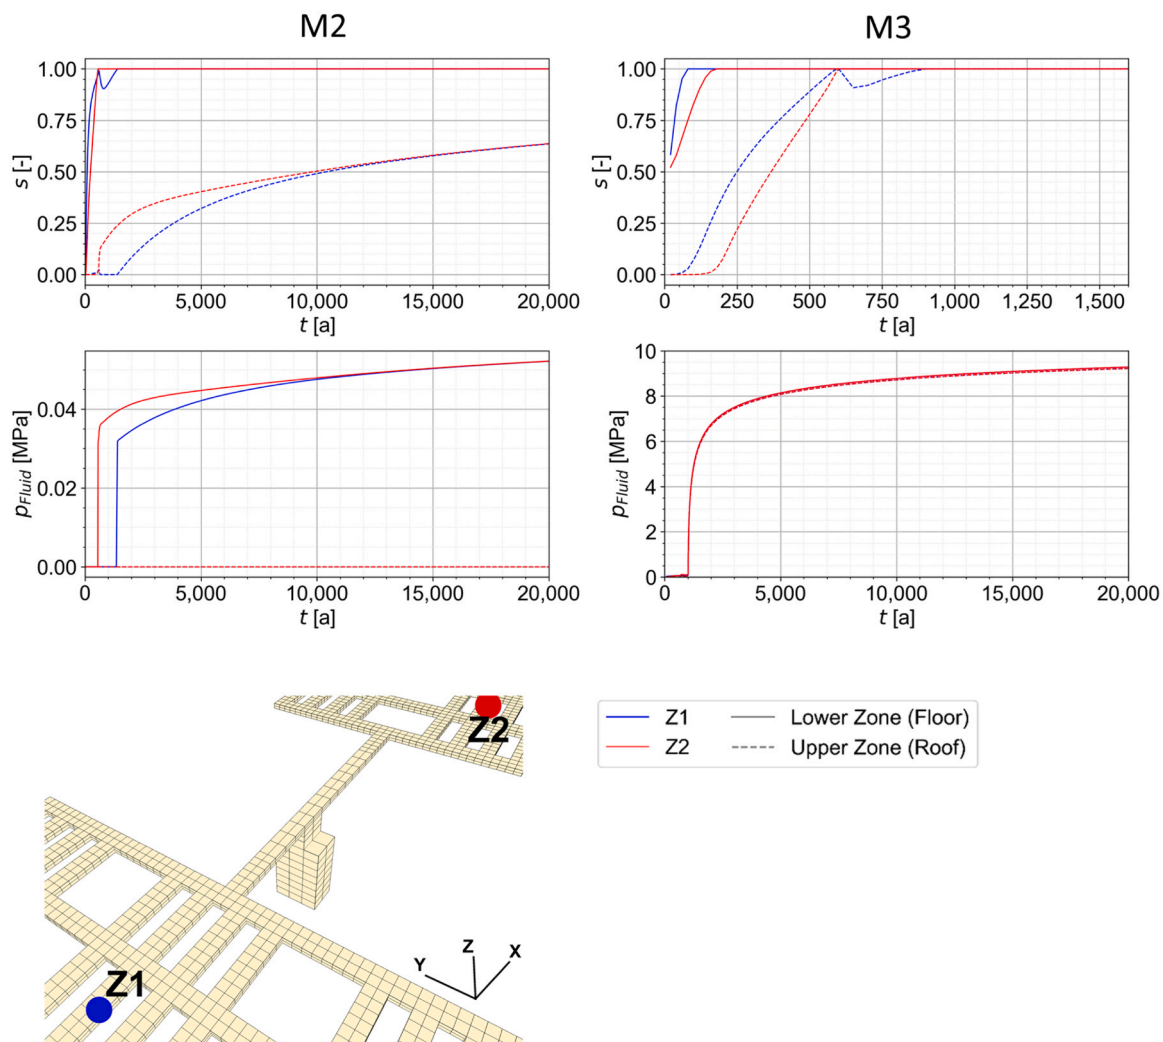 M2
M3
1.00
0.75
0.50
0.25
0.00
s [-]
0
5,000
10,000
15,000
20,000
t [a]
1.00
0.75
0.50
0.25
0.00
s [-]
0
250
500
750
1,000
1,250
1,500
t [a]
0.04
0.02
0.00
pFluid [MPa]
0
5,000
10,000
15,000
20,000
t [a]
10
8
6
4
2
0
pFluid [MPa]
0
5,000
10,000
15,000
20,000
t [a]
Z2
Z1
Y
Z
X
Z1
Lower Zone (Floor)
Z2
Upper Zone (Roof)